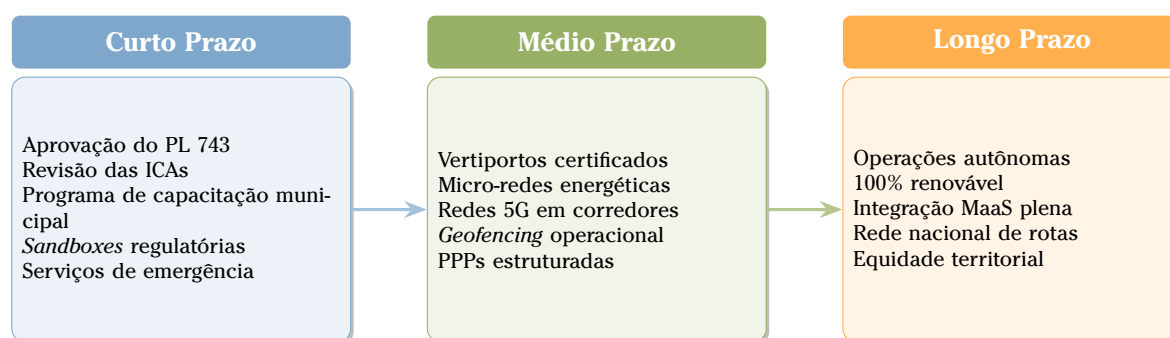 Curto Prazo
Aprovação do PL 743
Revisão das ICAs
Programa de capacitação muni-
cipal
Sandboxes regulatórias
Serviços de emergência
Médio Prazo
Vertiportos certificados
Micro-redes energéticas
Redes 5G em corredores
Geofencing operacional
PPPs estruturadas
Longo Prazo
Operações autônomas
100% renovável
Integração MaaS plena
Rede nacional de rotas
Equidade territorial